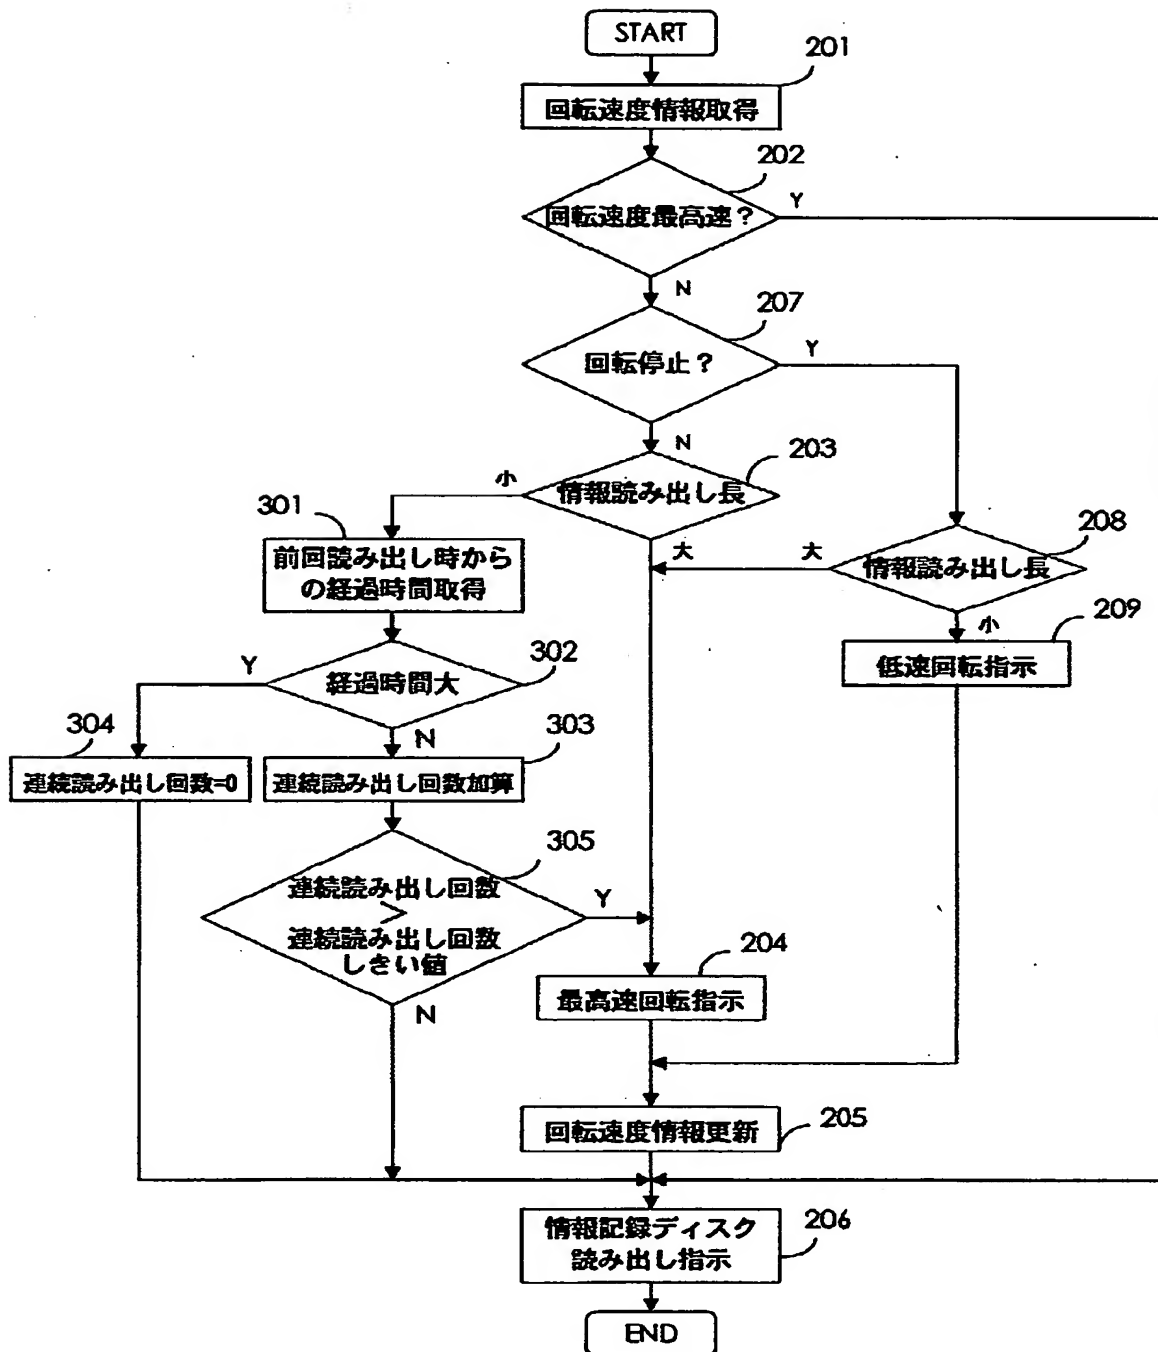 START
201
回転速度情報取得
202
回転速度最高速？
Y
N
207
回転停止？
Y
N
203
情報読み出し長
小
大
301
前回読み出し時から
の経過時間取得
208
大
情報読み出し長
小
209
低速回転指示
302
Y
経過時間大
N
304
連続読み出し回数=0
303
連続読み出し回数加算
305
連続読み出し回数
＞
連続読み出し回数
しきい値
Y
N
204
最高速回転指示
205
回転速度情報更新
206
情報記録ディスク
読み出し指示
END